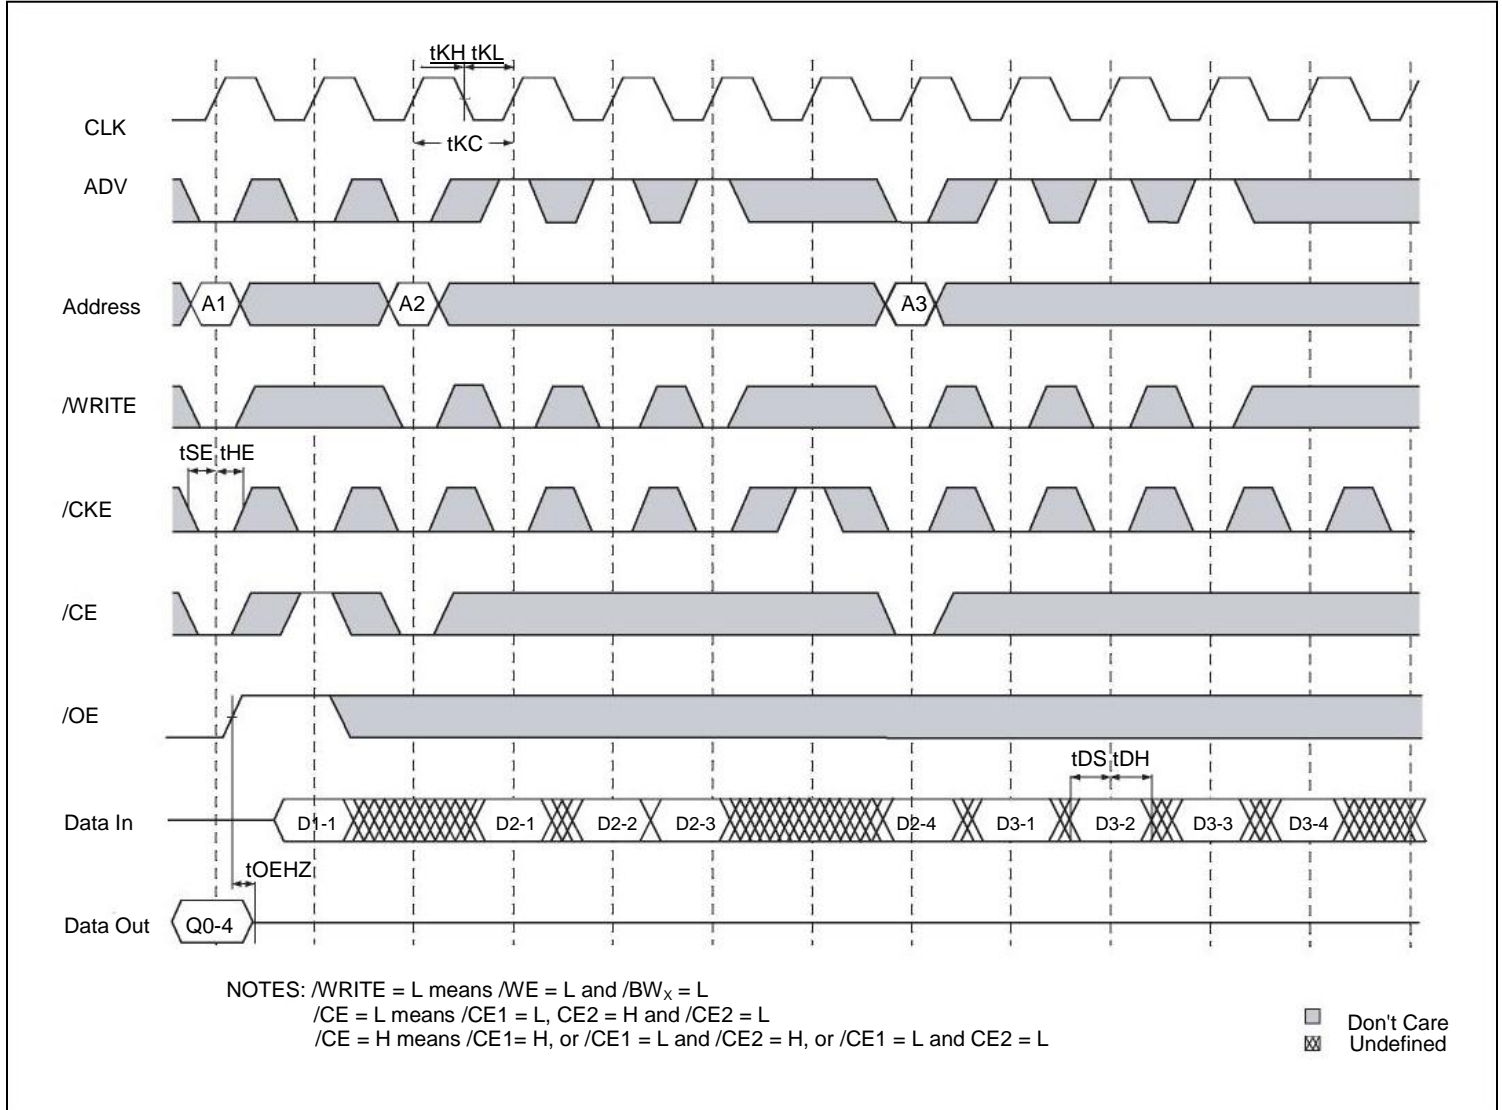 tKH tKL
CLK
tKC
ADV
Address A1 A2 A3
/WRITE
tSE tHE
/CKE
/CE
/OE
tDS tDH
Data In D1-1 D2-1 D2-2 D2-3 D2-4 D3-1 D3-2 D3-3 D3-4
tOEHZ
Data Out Q0-4
NOTES: /WRITE = L means /WE = L and /BWX = L
/CE = L means /CE1 = L, CE2 = H and /CE2 = L
/CE = H means /CE1= H, or /CE1 = L and /CE2 = H, or /CE1 = L and CE2 = L
Don't Care
Undefined